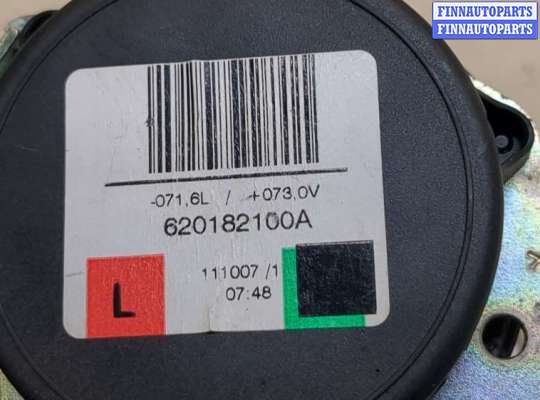 FINNAUTOPARTS
FINNAUTOPARTS
-071,6L / +073,0V
620182100A
111007 /1
07:48
L